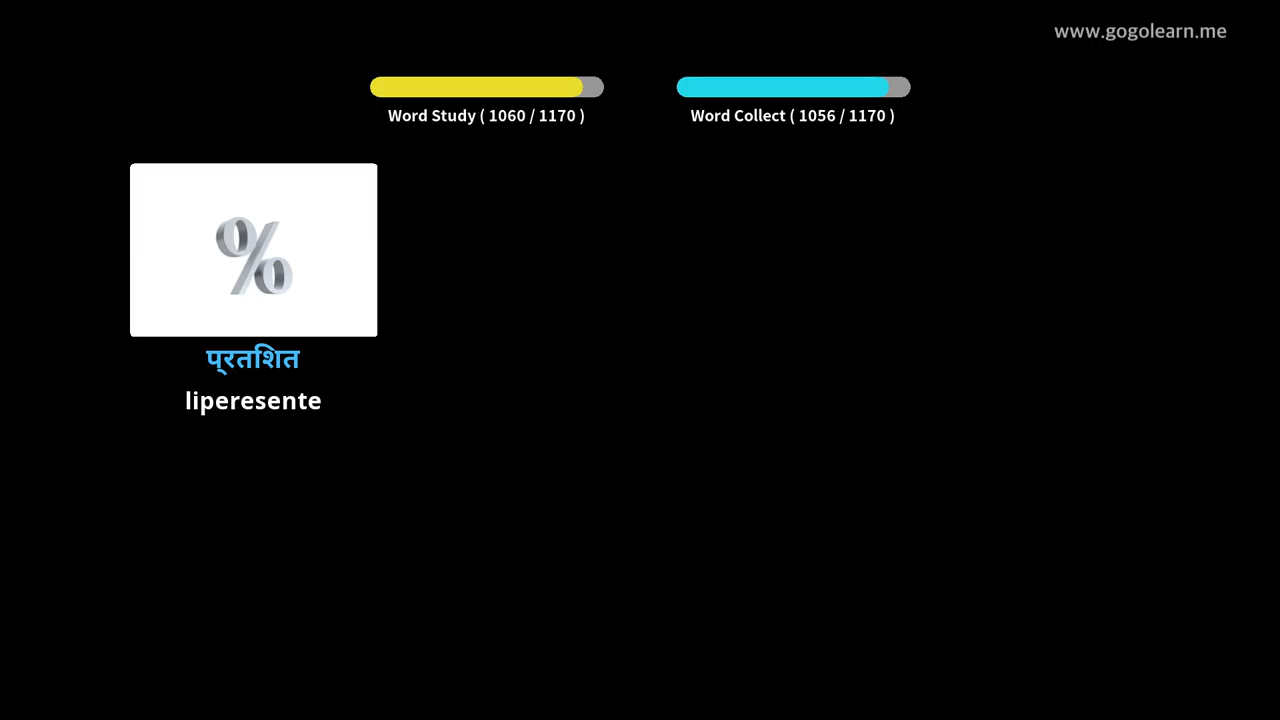 www.gogolearn.me
Word Study ( 1060 / 1170 )
Word Collect ( 1056 / 1170 )
%
प्रतिशत
liperesente